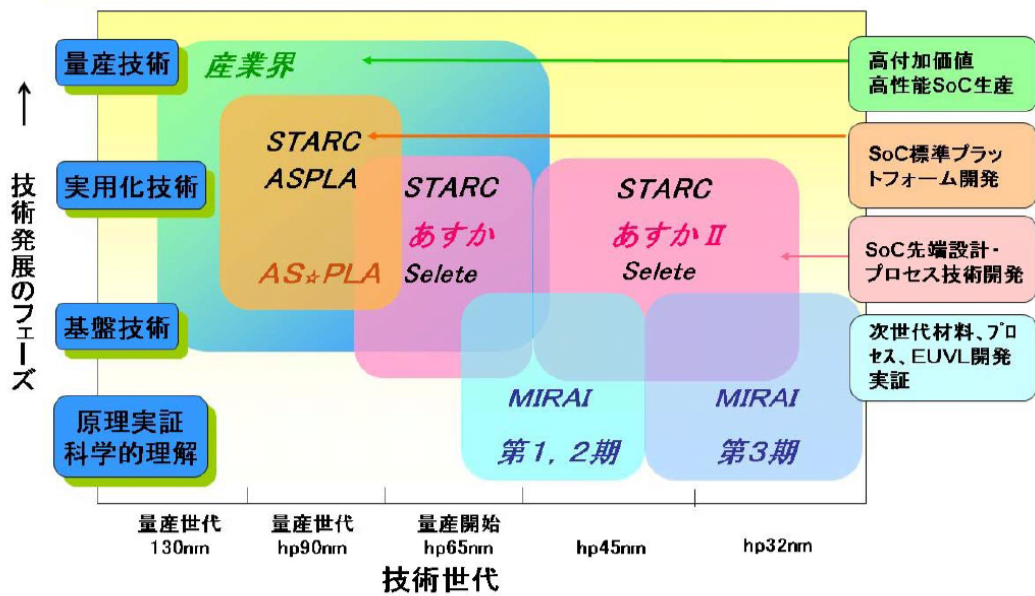 量産技術
実用化技術
基盤技術
原理実証
科学的理解
技術発展のフェーズ
産業界
STARC
ASPLA
AS☆PLA
STARC
あすか
Selete
STARC
あすかⅡ
Selete
MIRAI
第1,2期
MIRAI
第3期
高付加価値
高性能SoC生産
SoC標準プラッ
トフォーム開発
SoC先端設計・
プロセス技術開発
次世代材料、プロ
セス、EUVL開発
実証
量産世代
130nm
量産世代
hp90nm
量産開始
hp65nm
hp45nm
hp32nm
技術世代